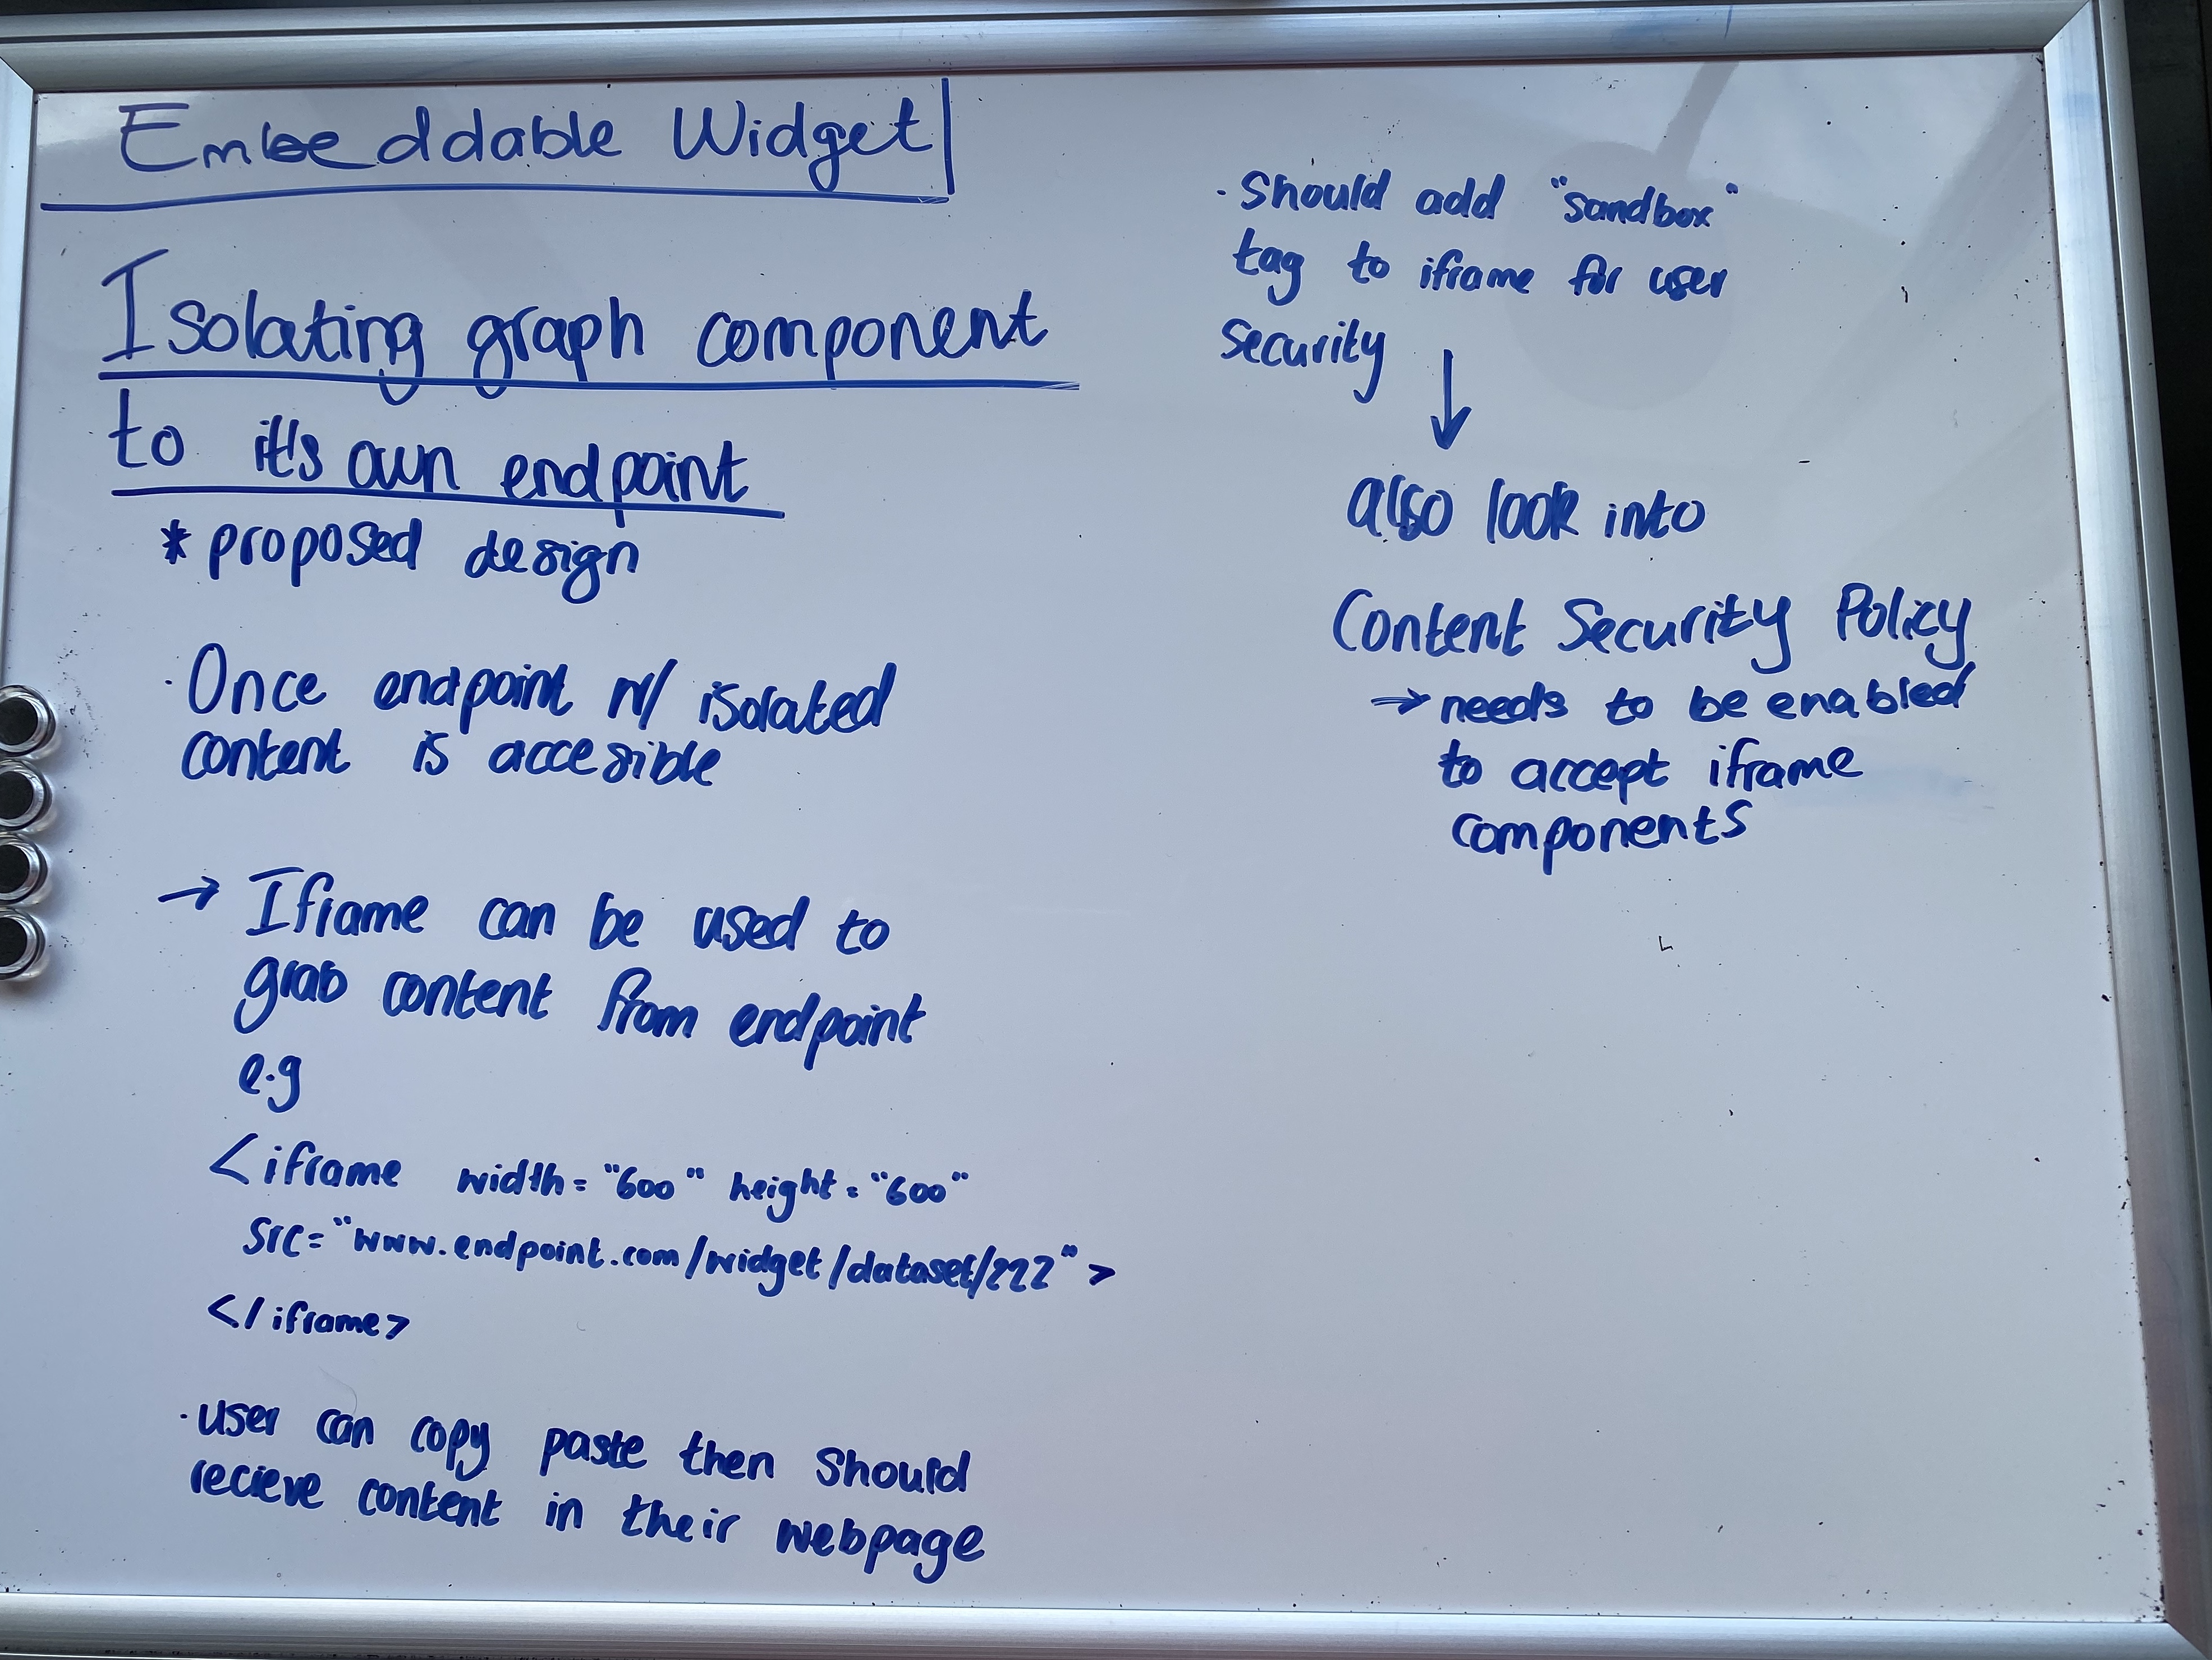 Embeddable Widget
Isolating graph component
to it's own endpoint
* proposed design
· Once endpoint w/ isolated
content is accesible
→ Iframe can be used to
grab content from endpoint
e.g
<iframe width="600" height="600"
src="www.endpoint.com/widget/dataset/222">
</iframe>
· user can copy paste then should
recieve content in their webpage
· Should add "sandbox"
tag to iframe for user
security
↓
also look into
Content Security Policy
→ needs to be enabled
to accept iframe
components